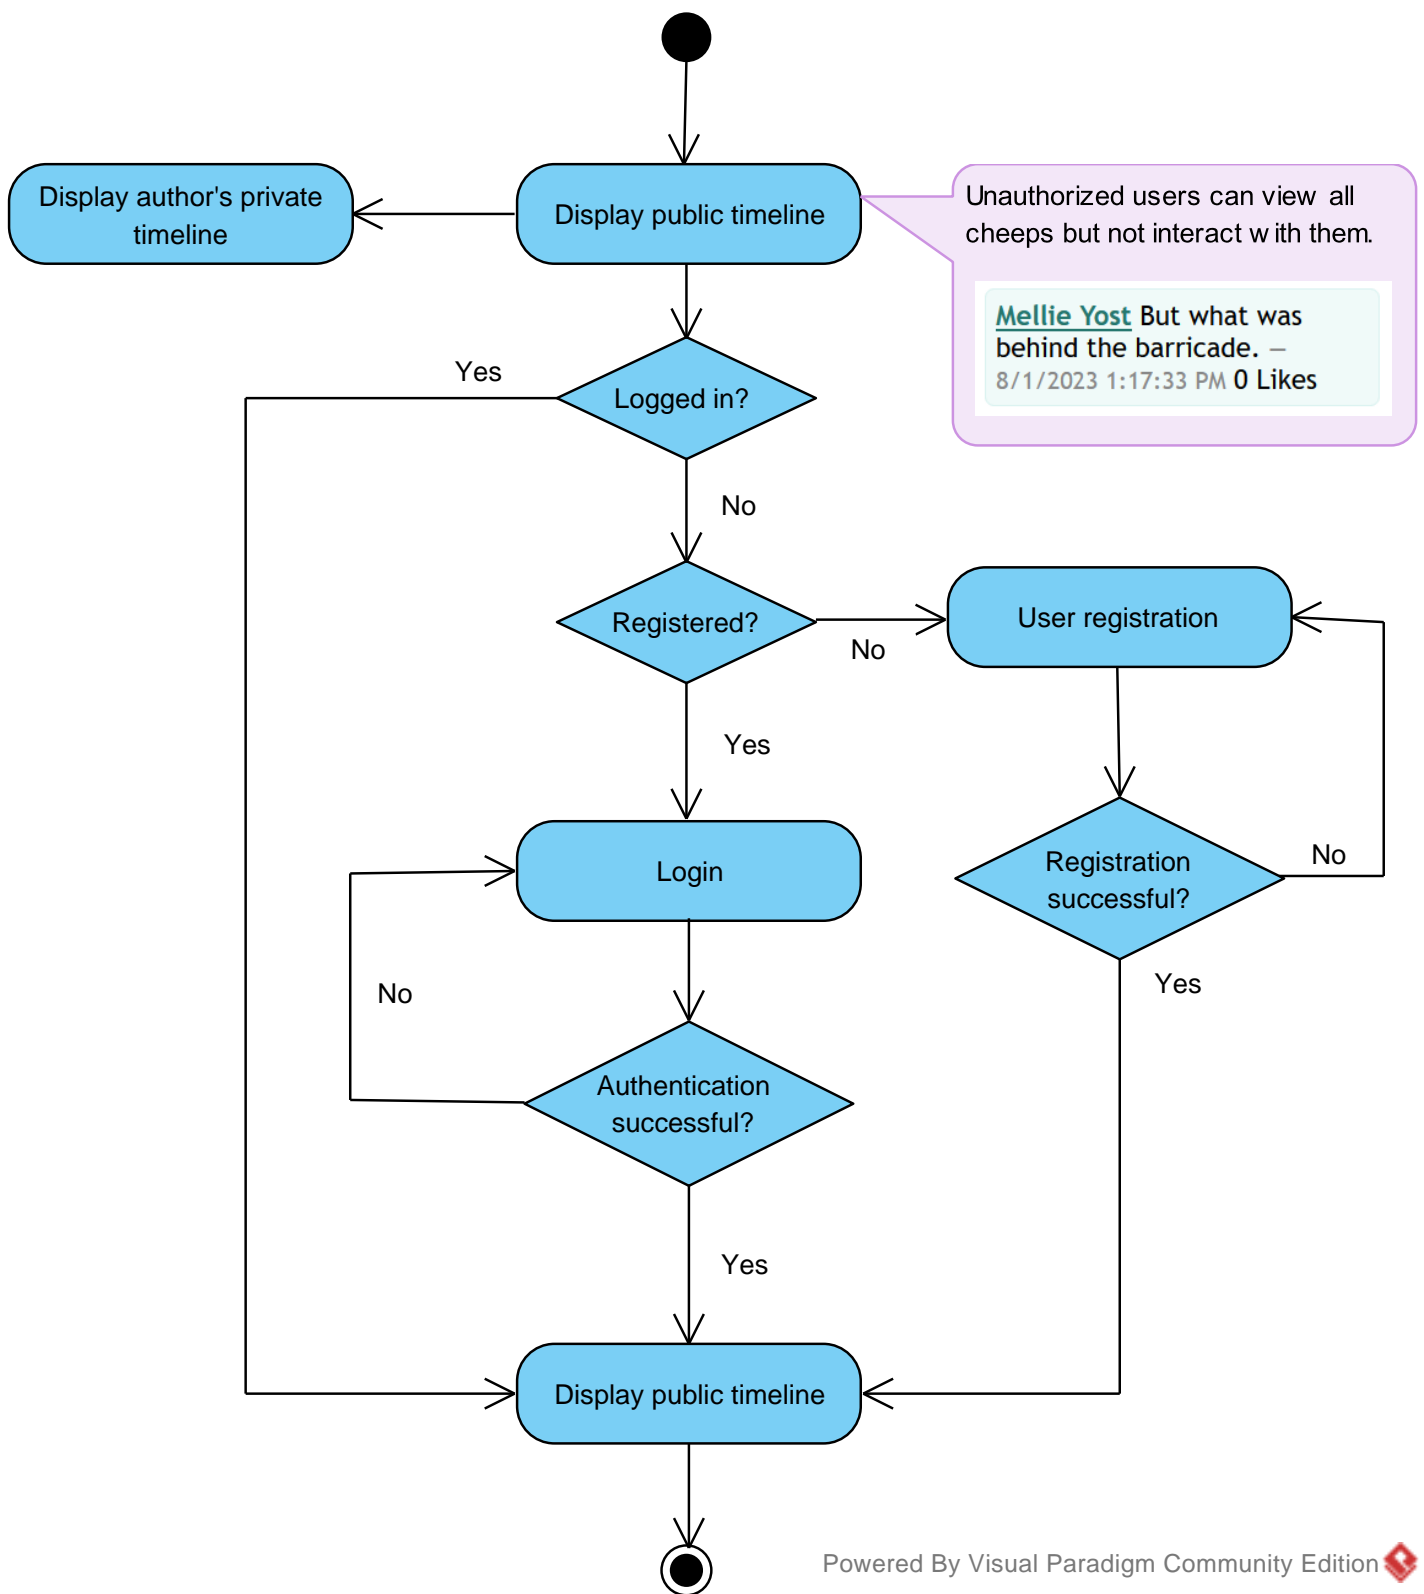 Display author's private
timeline
Display public timeline
Unauthorized users can view all
cheeps but not interact with them.
Mellie Yost But what was
behind the barricade. —
8/1/2023 1:17:33 PM 0 Likes
Yes
Logged in?
No
Registered?
No
User registration
Yes
Login
Registration
successful?
No
No
Yes
Authentication
successful?
Yes
Display public timeline
Powered By Visual Paradigm Community Edition